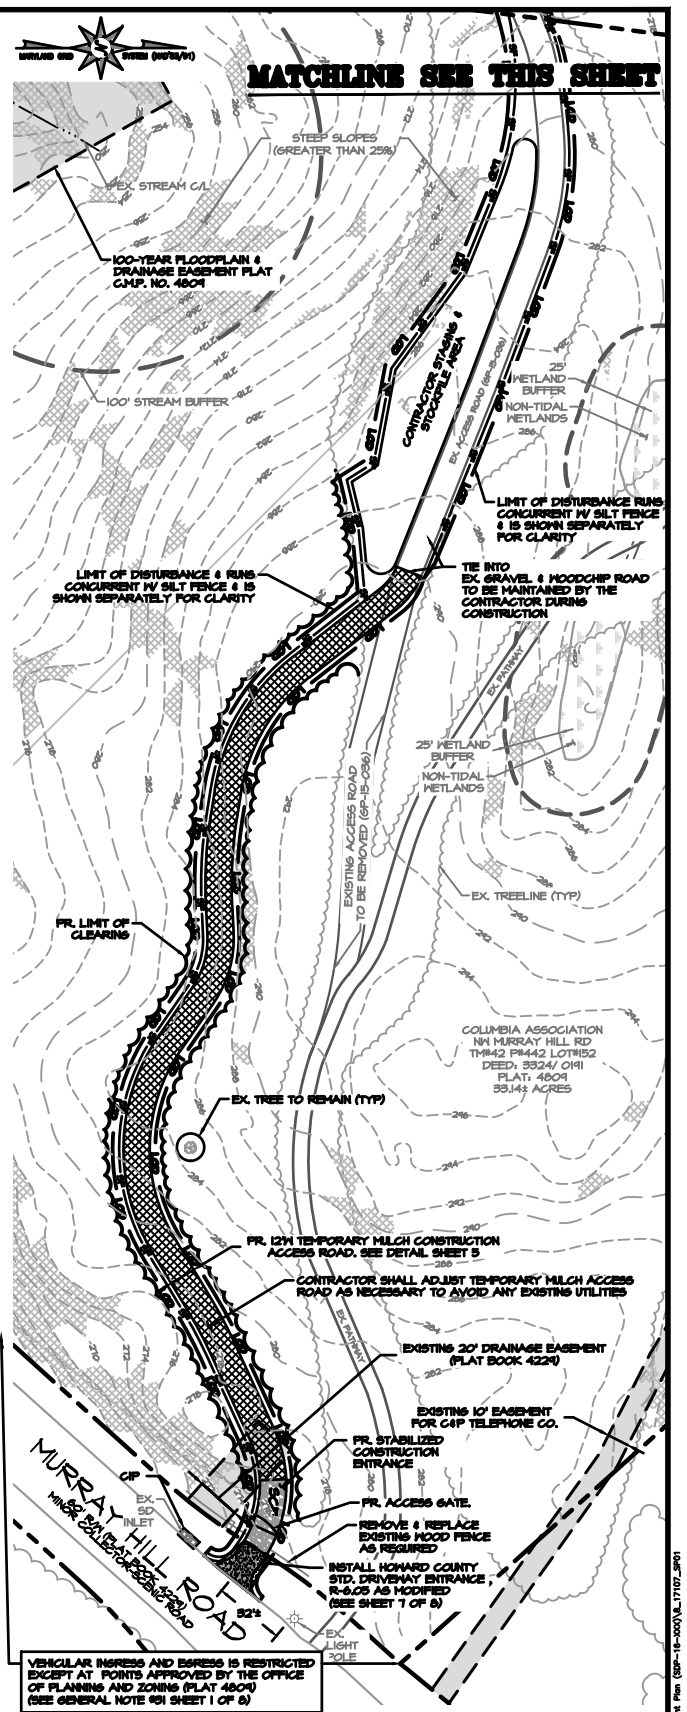 MARYLAND GRID
SYSTEM (NAD'83/91)
MATCHLINE SEE THIS SHEET
STEEP SLOPES
(GREATER THAN 25%)
EX. STREAM C/L
100-YEAR FLOODPLAIN &
DRAINAGE EASEMENT PLAT
C.M.P. NO. 4809
100' STREAM BUFFER
CONTRACTOR STAGING &
STOCKPILE AREA
EX. ACCESS ROAD (GP-15-036)
25'
WETLAND
BUFFER
NON-TIDAL
WETLANDS
LIMIT OF DISTURBANCE RUNS
CONCURRENT W/ SILT FENCE
& IS SHOWN SEPARATELY
FOR CLARITY
LIMIT OF DISTURBANCE & RUNS
CONCURRENT W/ SILT FENCE & IS
SHOWN SEPARATELY FOR CLARITY
TIE INTO
EX. GRAVEL & WOODCHIP ROAD
TO BE MAINTAINED BY THE
CONTRACTOR DURING
CONSTRUCTION
EX. PATHWAY
25' WETLAND
BUFFER
NON-TIDAL
WETLANDS
EXISTING ACCESS ROAD
TO BE REMOVED (GP-15-036)
EX. TREELINE (TYP)
PR. LIMIT OF
CLEARING
COLUMBIA ASSOCIATION
NW MURRAY HILL RD
TM#42 P#442 LOT#152
DEED: 3324/ 0191
PLAT: 4809
33.14± ACRES
EX. TREE TO REMAIN (TYP)
PR. 12'W TEMPORARY MULCH CONSTRUCTION
ACCESS ROAD. SEE DETAIL SHEET 5
CONTRACTOR SHALL ADJUST TEMPORARY MULCH ACCESS
ROAD AS NECESSARY TO AVOID ANY EXISTING UTILITIES
EX. PATHWAY
EXISTING 20' DRAINAGE EASEMENT
(PLAT BOOK 4229)
EXISTING 10' EASEMENT
FOR C&P TELEPHONE CO.
PR. STABILIZED
CONSTRUCTION
ENTRANCE
CIP
EX.
SD
INLET
PR. ACCESS GATE.
REMOVE & REPLACE
EXISTING WOOD FENCE
AS REQUIRED
INSTALL HOWARD COUNTY
STD. DRIVEWAY ENTRANCE,
R-6.05 AS MODIFIED
(SEE SHEET 7 OF 8)
MURRAY HILL ROAD
60' R/W (PLAT BOOK 4229)
MINOR COLLECTOR/SCENIC ROAD
32'±
EX.
LIGHT
POLE
VEHICULAR INGRESS AND EGRESS IS RESTRICTED
EXCEPT AT POINTS APPROVED BY THE OFFICE
OF PLANNING AND ZONING (PLAT 4809)
(SEE GENERAL NOTE #31 SHEET 1 OF 8)
nt Plan (SDP-16-XXX)\8_17107_SP01